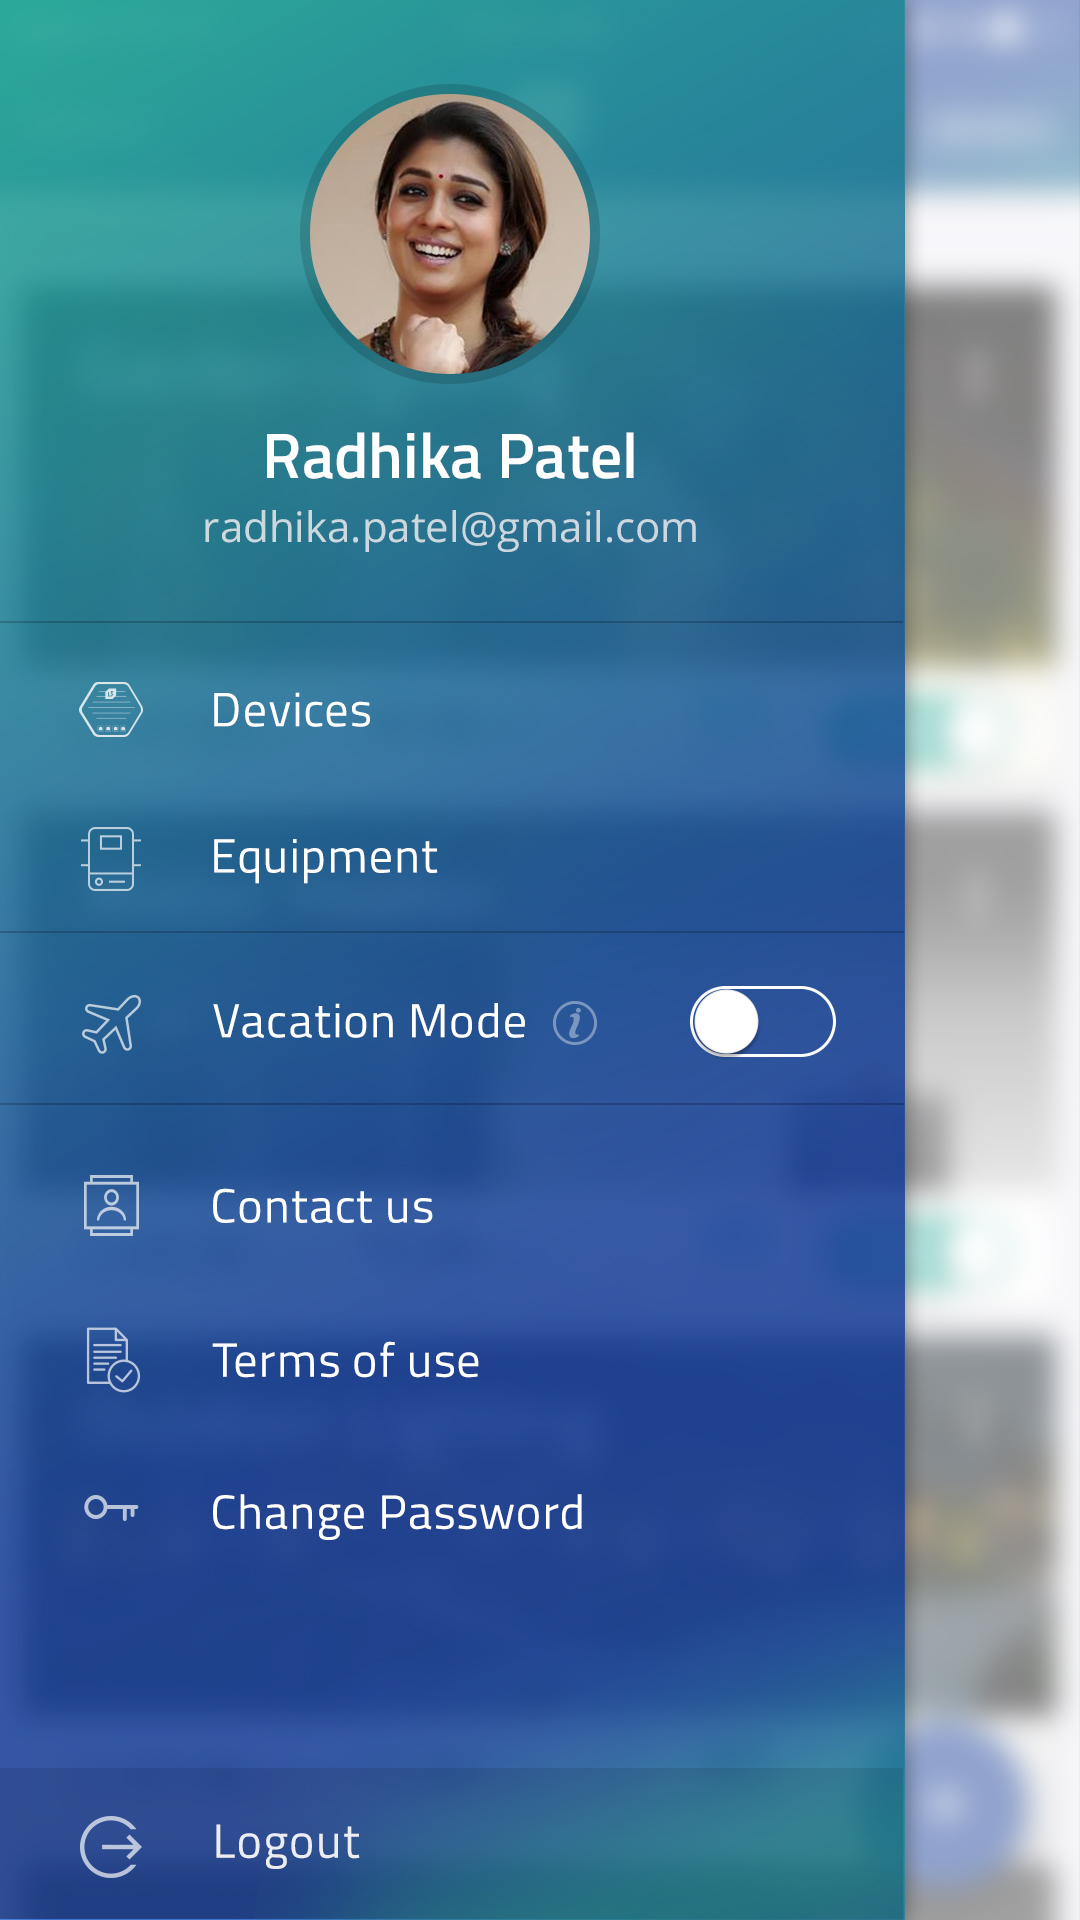 Radhika Patel
radhika.patel@gmail.com
Devices
Equipment
Vacation Mode i
Contact us
Terms of use
Change Password
Logout